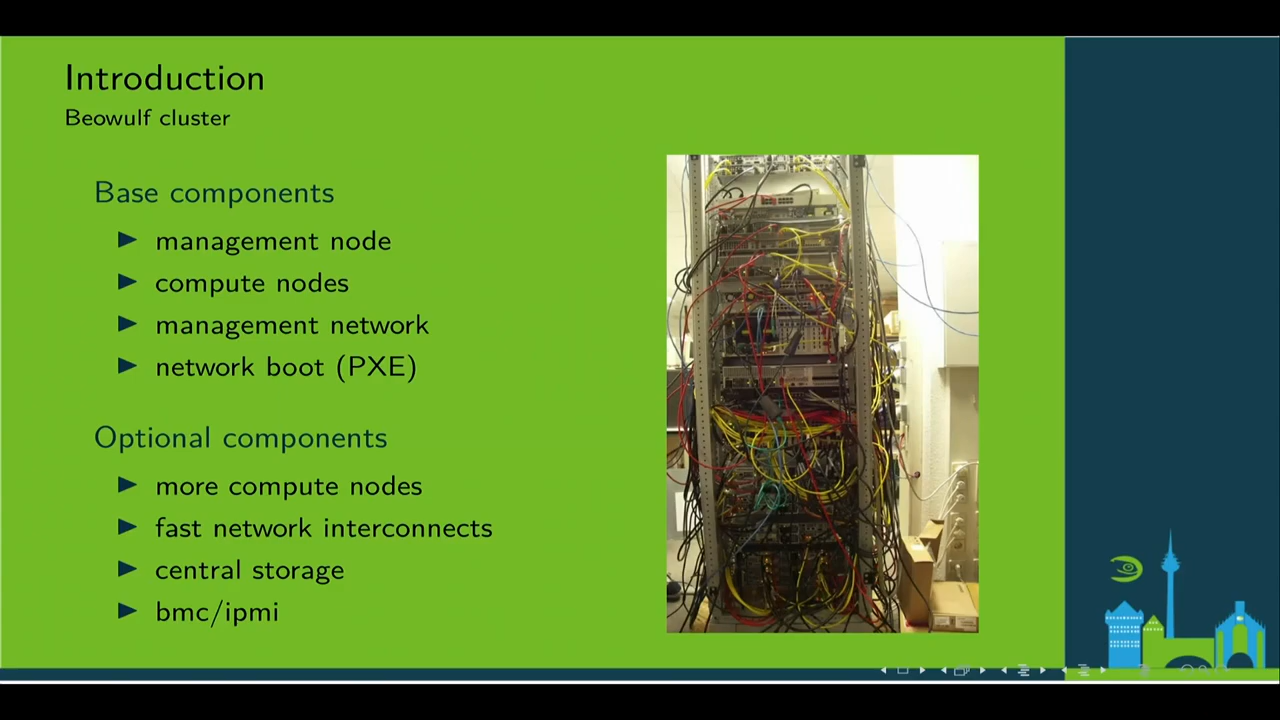 Introduction
Beowulf cluster
Base components
management node
compute nodes
management network
network boot (PXE)
Optional components
more compute nodes
fast network interconnects
central storage
bmc/ipmi